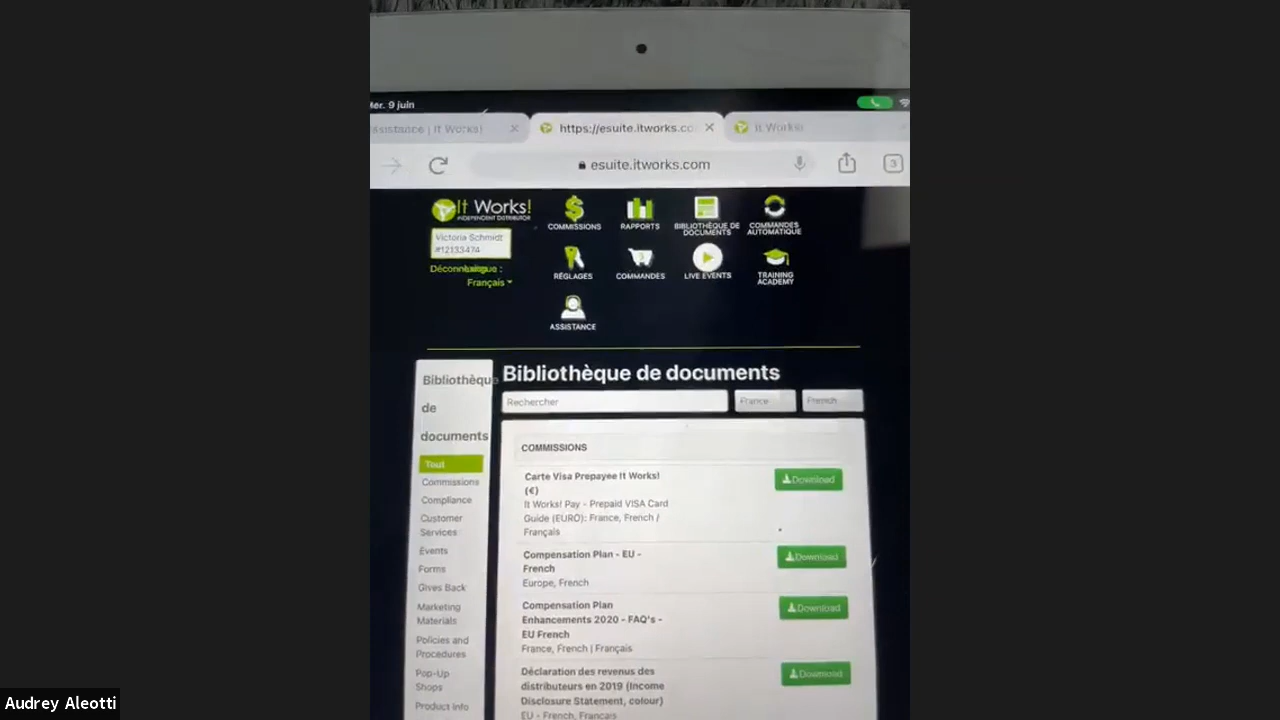 Mer. 9 juin
Assistance | It Works!
https://esuite.itworks.co
It Works!
esuite.itworks.com
3
It Works!
INDEPENDENT DISTRIBUTOR
COMMISSIONS
RAPPORTS
BIBLIOTHÈQUE DE
DOCUMENTS
COMMANDES
AUTOMATIQUE
Victoria Schmidt
#12133474
Français
RÉGLAGES
COMMANDES
LIVE EVENTS
TRAINING
ACADEMY
ASSISTANCE
Bibliothèque
de
documents
Tout
Commissions
Compliance
Customer
Services
Events
Forms
Gives Back
Marketing
Materials
Policies and
Procedures
Pop-Up
Shops
Product Info
Bibliothèque de documents
Rechercher
France
French
COMMISSIONS
Carte Visa Prepayee It Works!
(€)
It Works! Pay - Prepaid VISA Card
Guide (EURO): France, French /
Français
Download
Compensation Plan - EU -
French
Europe, French
Download
Compensation Plan
Enhancements 2020 - FAQ's -
EU French
France, French | Français
Download
Déclaration des revenus des
distributeurs en 2019 (Income
Disclosure Statement, colour)
EU - French, Français
Download
Audrey Aleotti